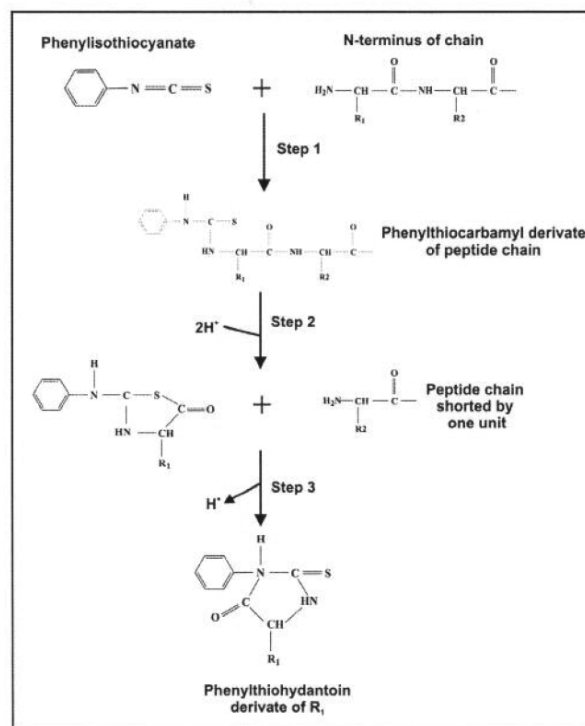 Phenylisothiocyanate
N-terminus of chain
N C S
+
H₂N CH C NH CH C
O O
R₁ R2
Step 1
H
N C S
HN CH C NH CH C
O O
R₁ R2
Phenylthiocarbamyl derivate
of peptide chain
2H⁺
Step 2
H
N C S C O
HN CH
R₁
+
O
H₂N CH C
R2
Peptide chain
shorted by
one unit
H⁺
Step 3
H
N C S
O C HN
CH
R₁
Phenylthiohydantoin
derivate of R₁